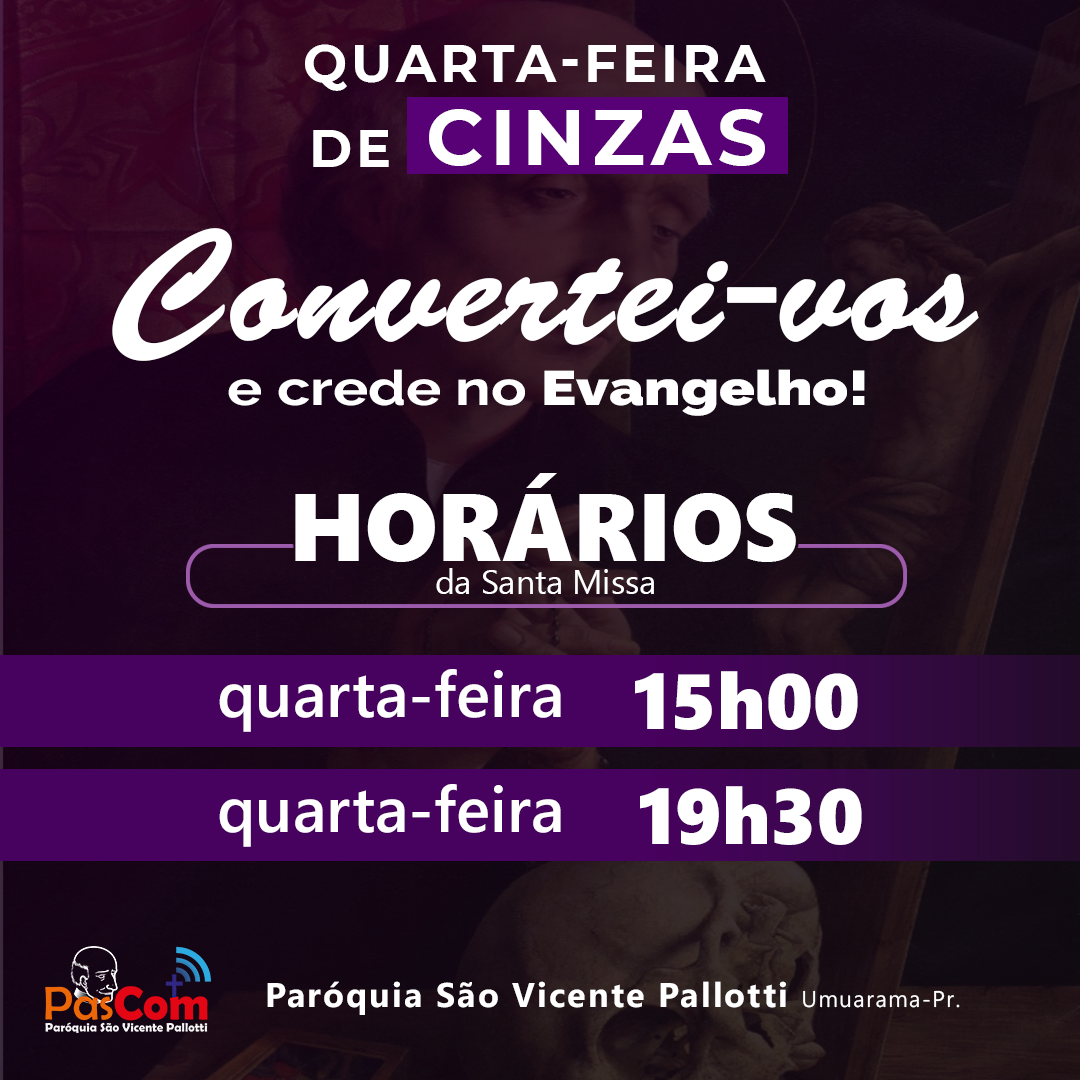 QUARTA-FEIRA
DE CINZAS
Convertei-vos
e crede no Evangelho!
HORÁRIOS
da Santa Missa
quarta-feira 15h00
quarta-feira 19h30
PasCom
Paróquia São Vicente Pallotti
Paróquia São Vicente Pallotti Umuarama-Pr.